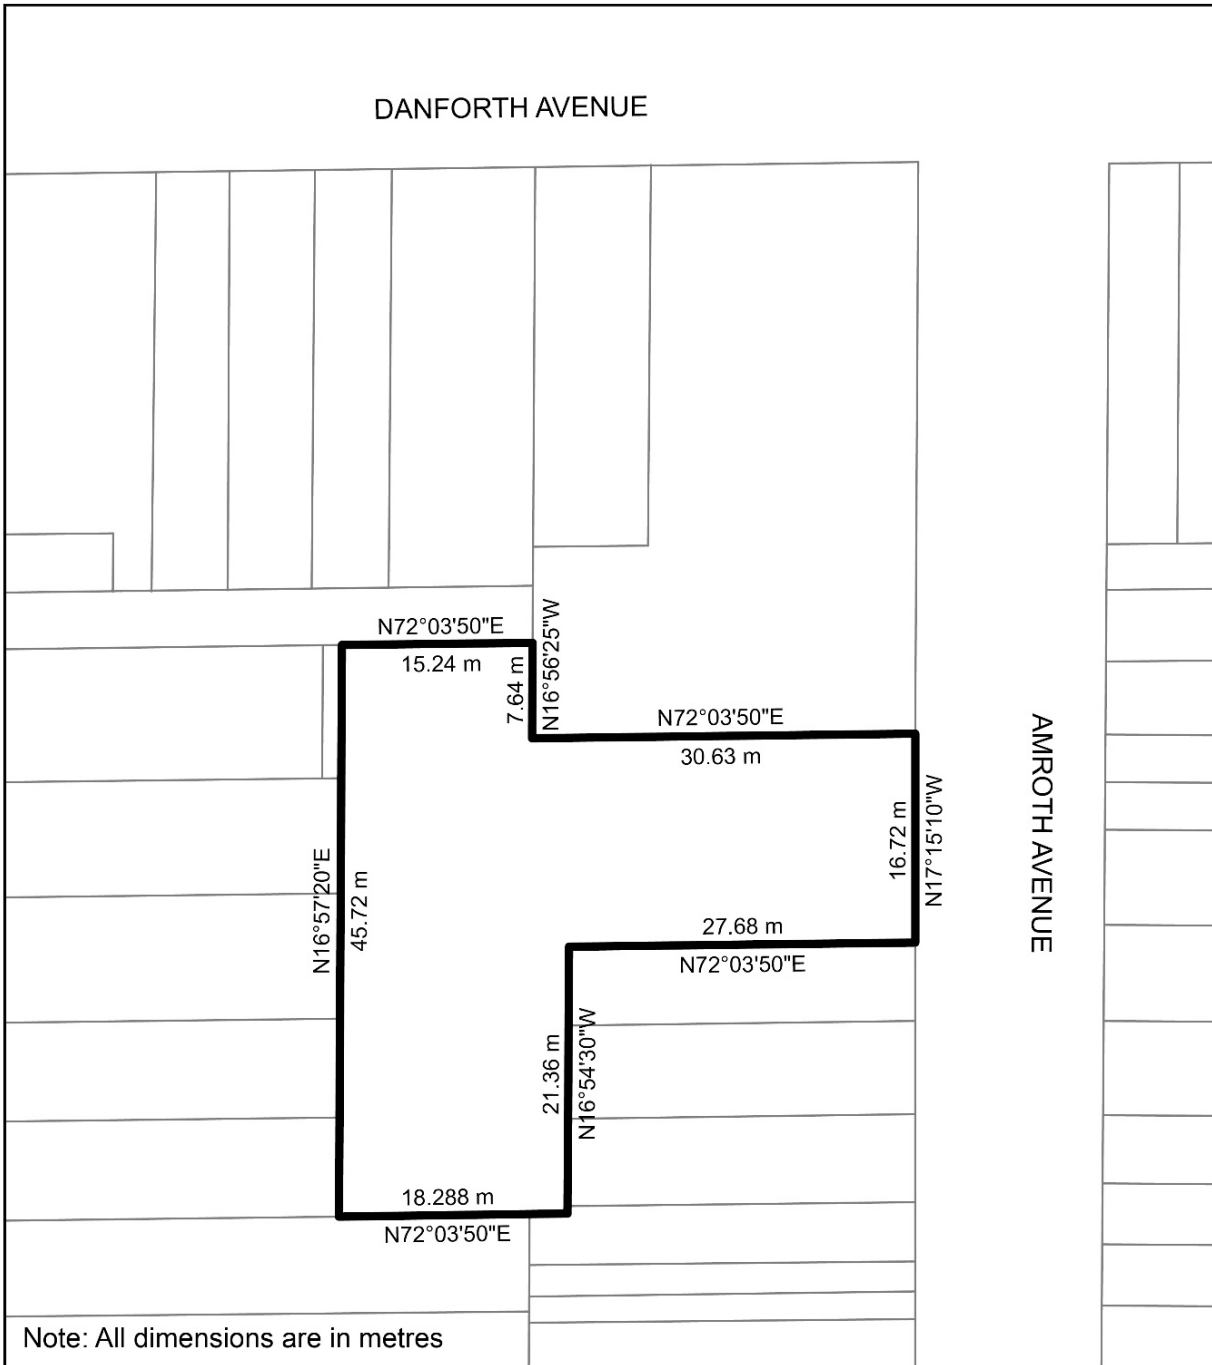 DANFORTH AVENUE
N72°03'50"E
15.24 m
7.64 m
N16°56'25"W
N72°03'50"E
30.63 m
16.72 m
N17°15'10"W
AMROTH AVENUE
N16°57'20"E
45.72 m
27.68 m
N72°03'50"E
21.36 m
N16°54'30"W
18.288 m
N72°03'50"E
Note: All dimensions are in metres